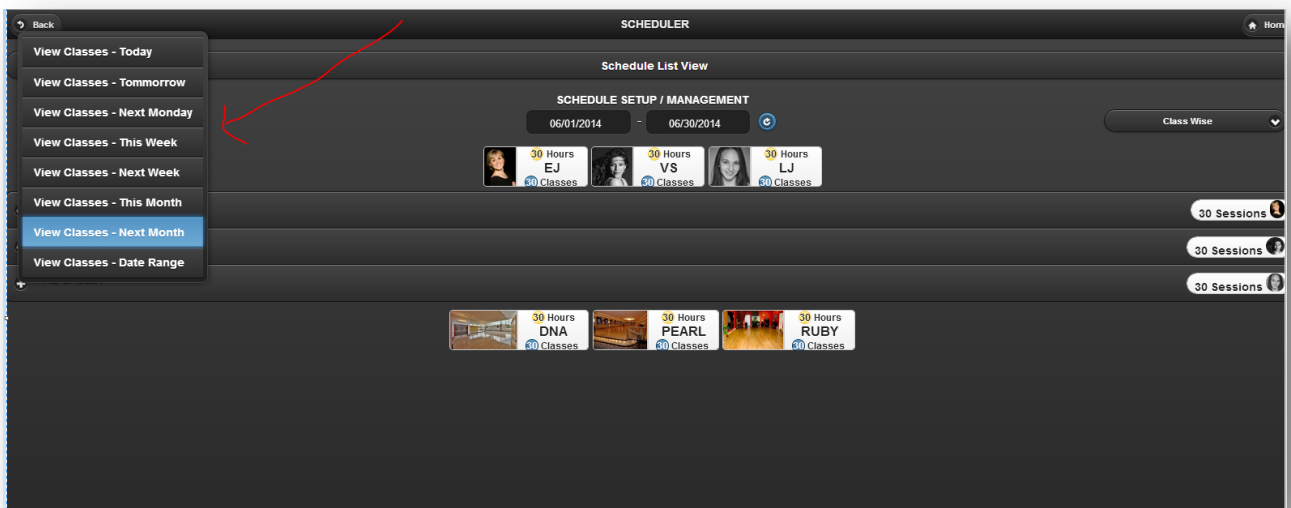 Back
SCHEDULER
Hom
View Classes - Today
View Classes - Tommorrow
View Classes - Next Monday
View Classes - This Week
View Classes - Next Week
View Classes - This Month
View Classes - Next Month
View Classes - Date Range
Schedule List View
SCHEDULE SETUP / MANAGEMENT
06/01/2014 - 06/30/2014
Class Wise
30 Hours
EJ
30 Classes
30 Hours
VS
30 Classes
30 Hours
LJ
30 Classes
30 Sessions
30 Sessions
30 Sessions
30 Hours
DNA
30 Classes
30 Hours
PEARL
30 Classes
30 Hours
RUBY
30 Classes